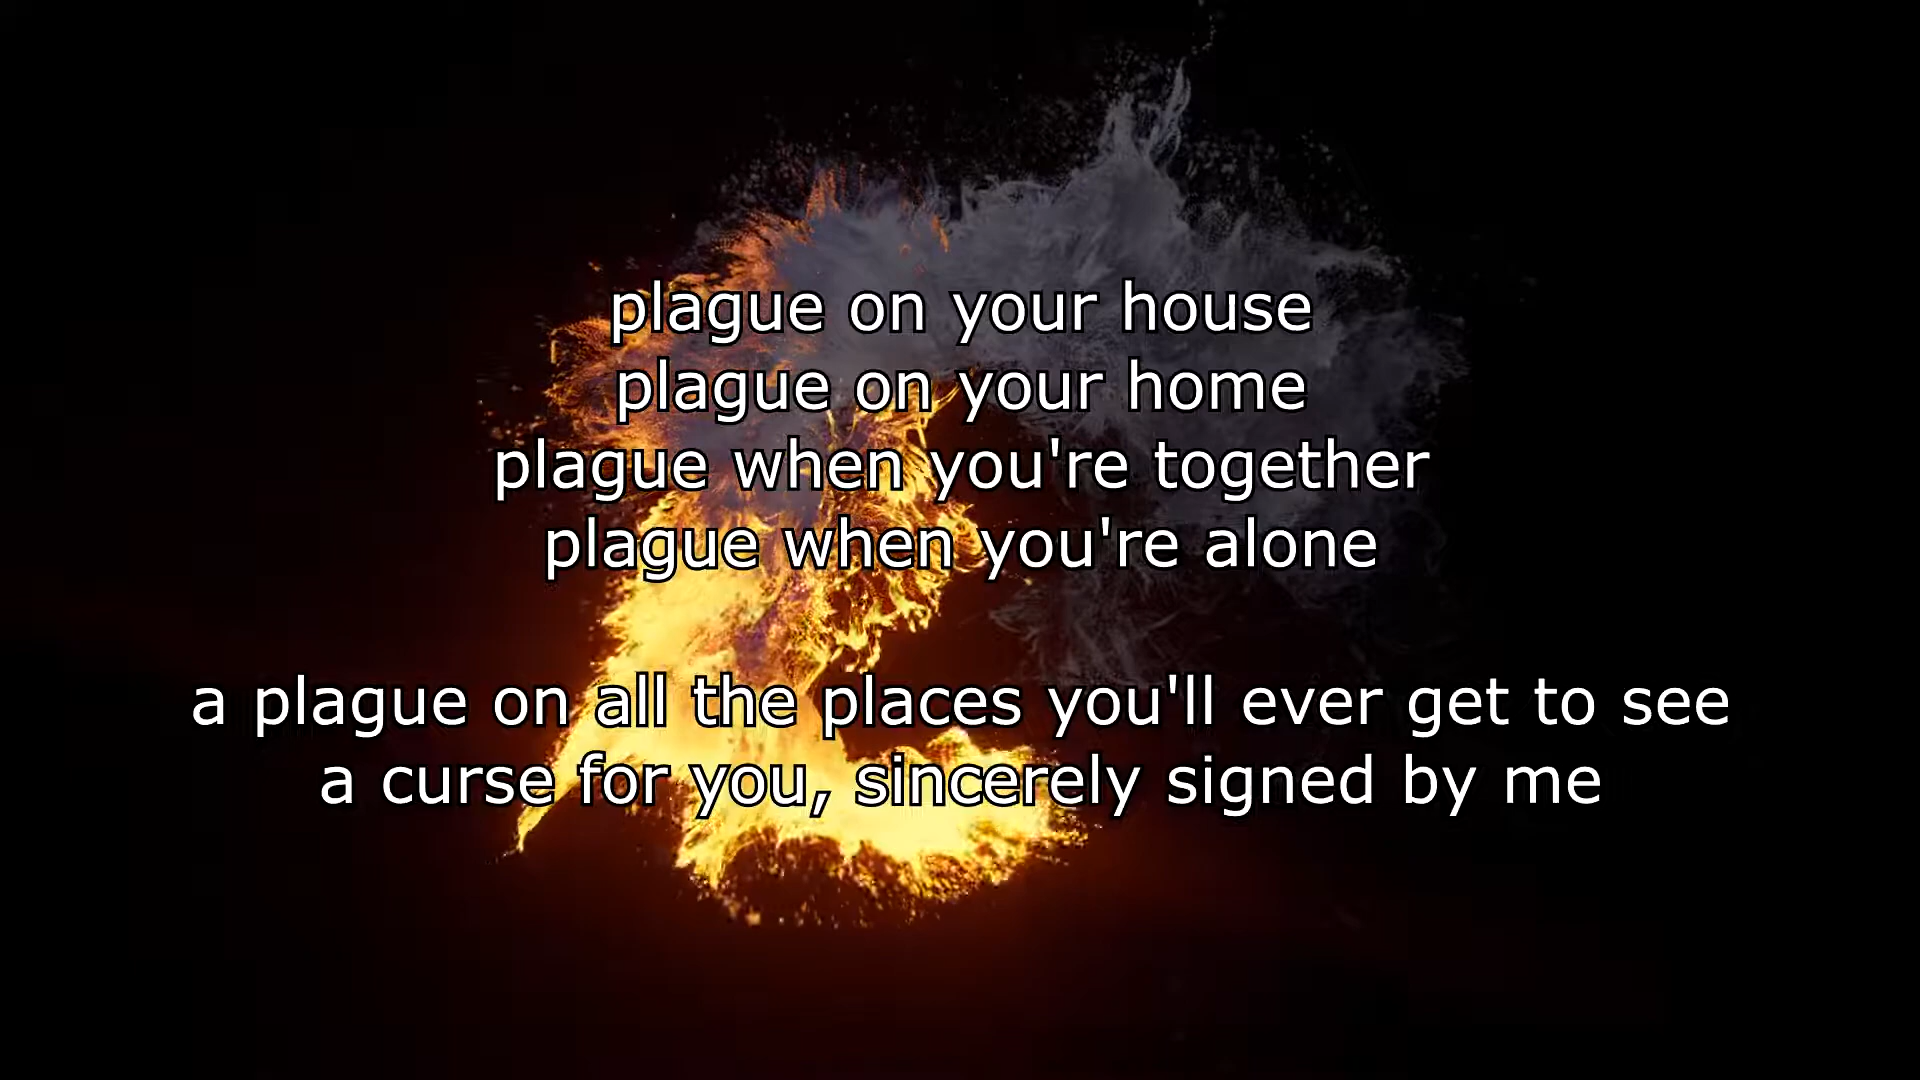 plague on your house
plague on your home
plague when you're together
plague when you're alone
a plague on all the places you'll ever get to see
a curse for you, sincerely signed by me